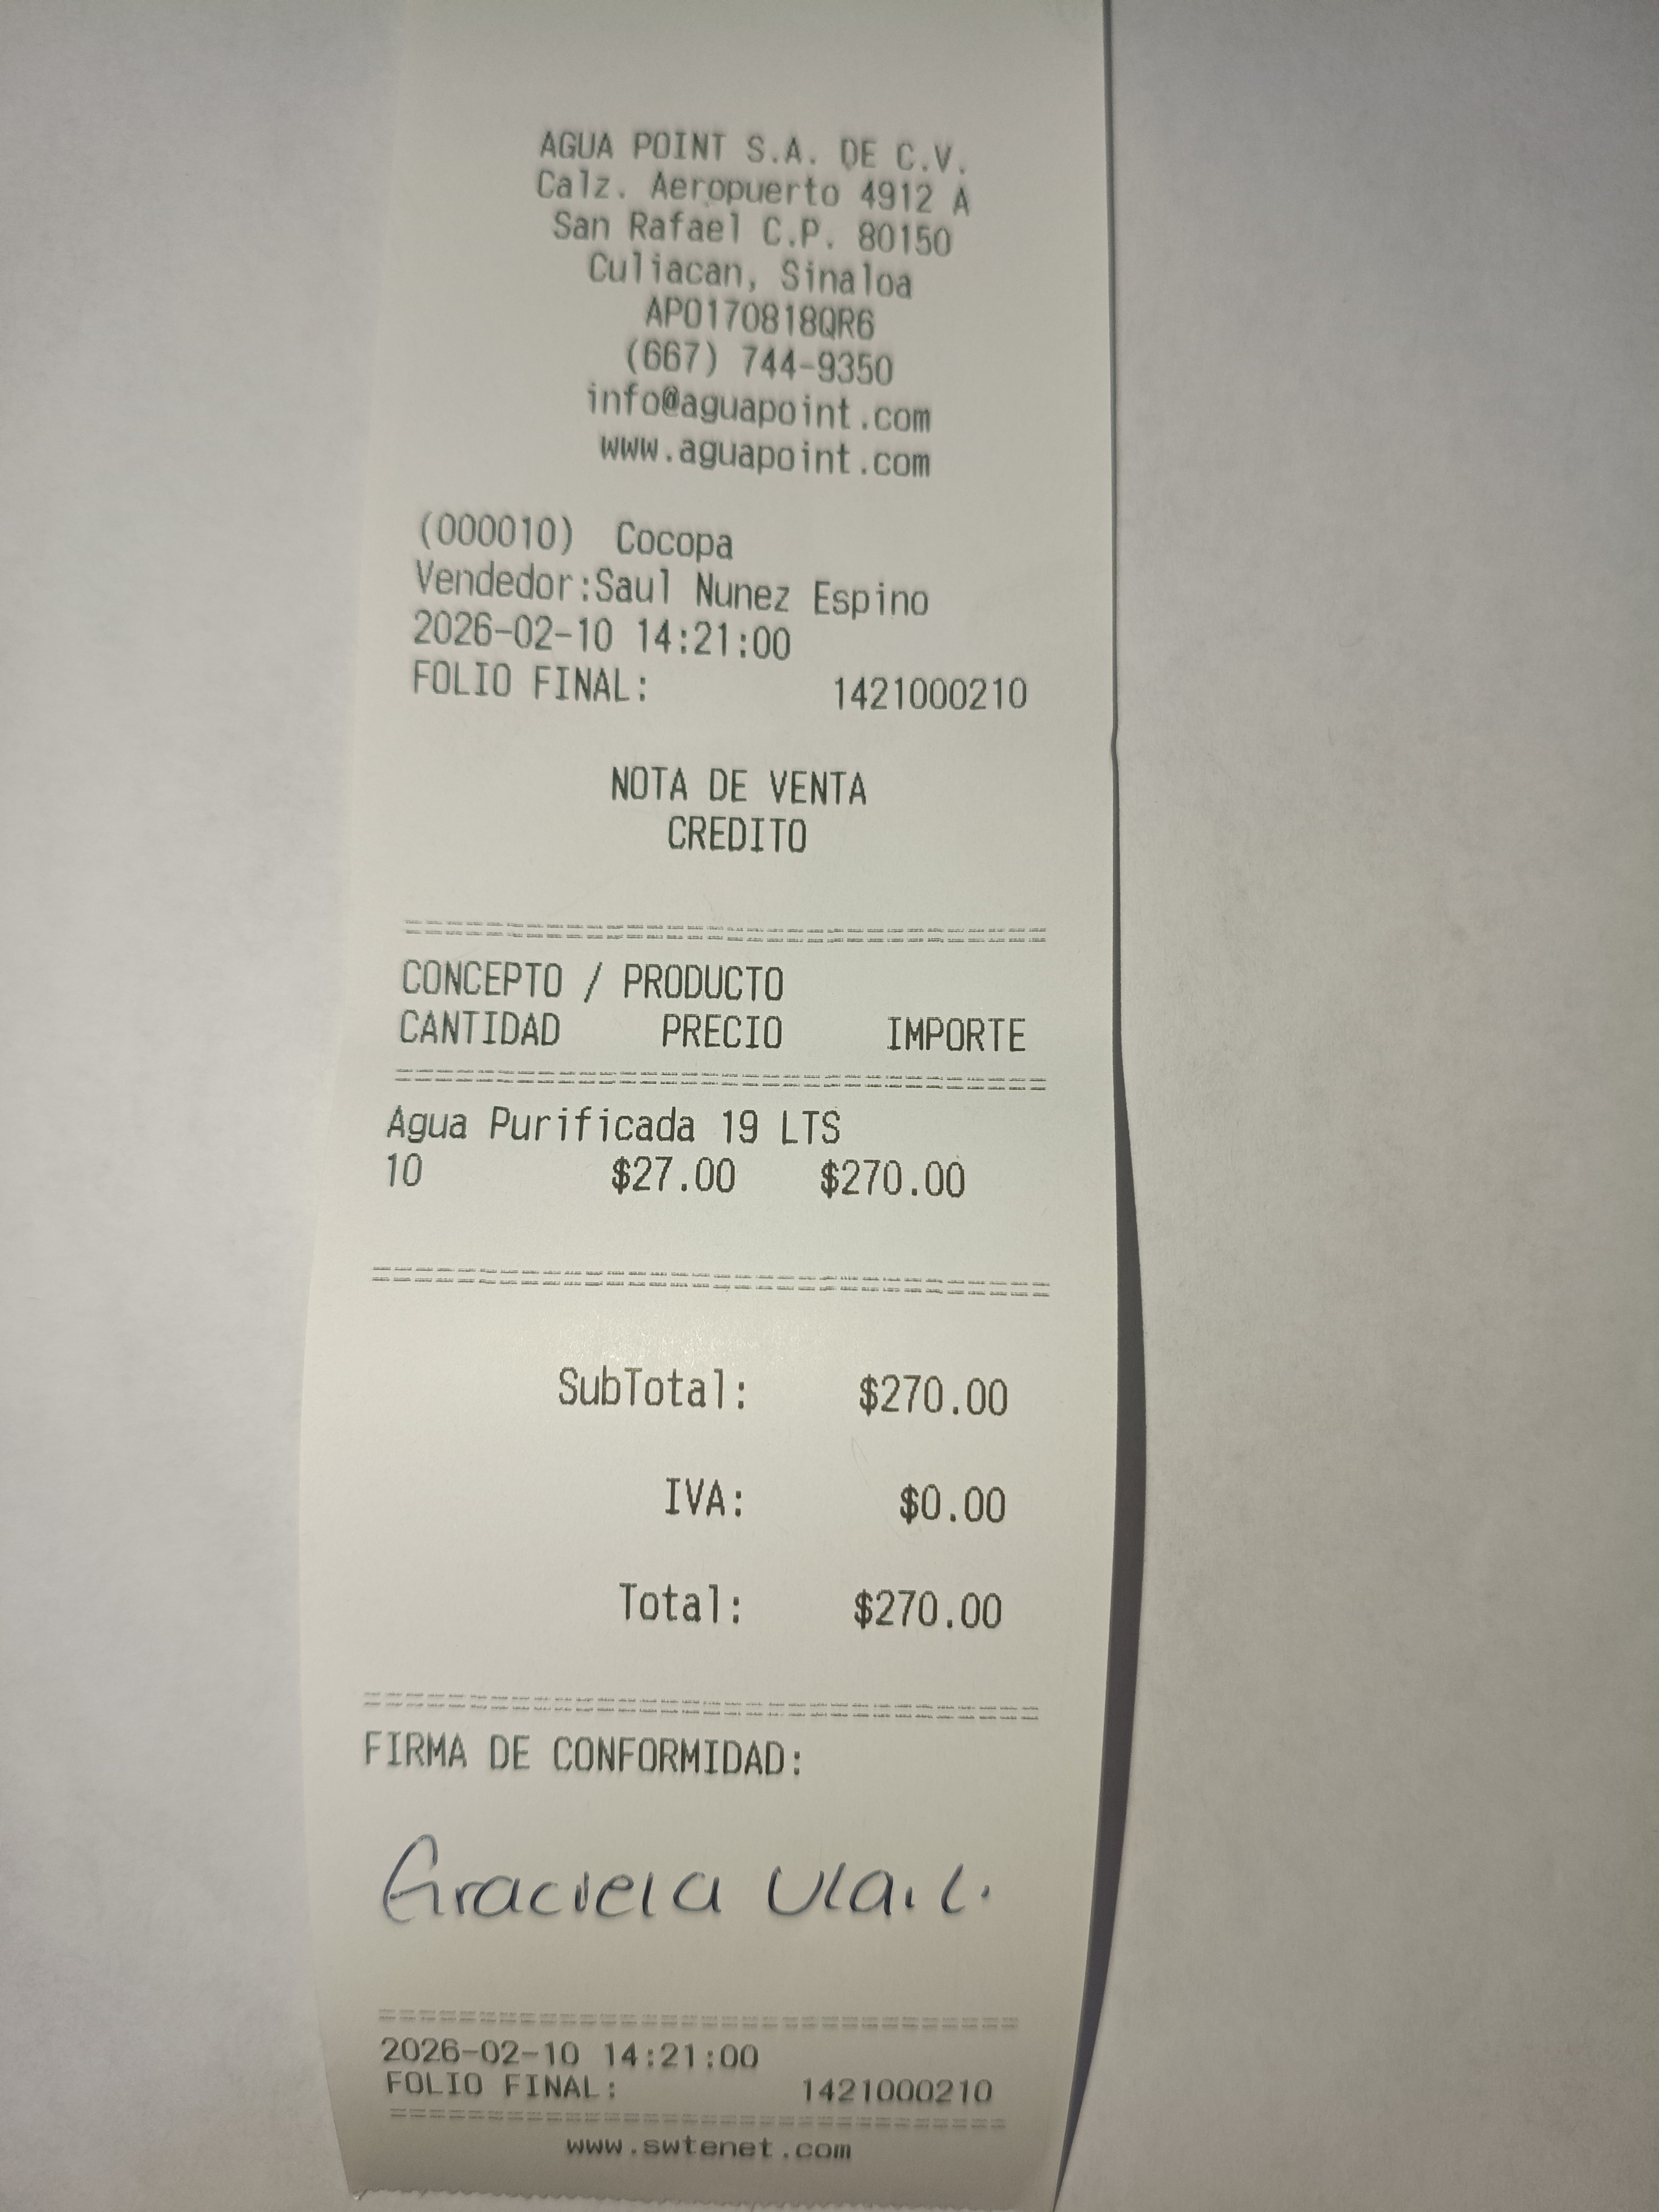 AGUA POINT S.A. DE C.V.
Calz. Aeropuerto 4912 A
San Rafael C.P. 80150
Culiacan, Sinaloa
APO170818QR6
(667) 744-9350
info@aguapoint.com
www.aguapoint.com
(000010) Cocopa
Vendedor:Saul Nunez Espino
2026-02-10 14:21:00
FOLIO FINAL: 1421000210
NOTA DE VENTA
CREDITO
CONCEPTO / PRODUCTO
CANTIDAD PRECIO IMPORTE
Agua Purificada 19 LTS
10 $27.00 $270.00
SubTotal: $270.00
IVA: $0.00
Total: $270.00
FIRMA DE CONFORMIDAD:
Graciela
2026-02-10 14:21:00
FOLIO FINAL: 1421000210
www.swtenet.com